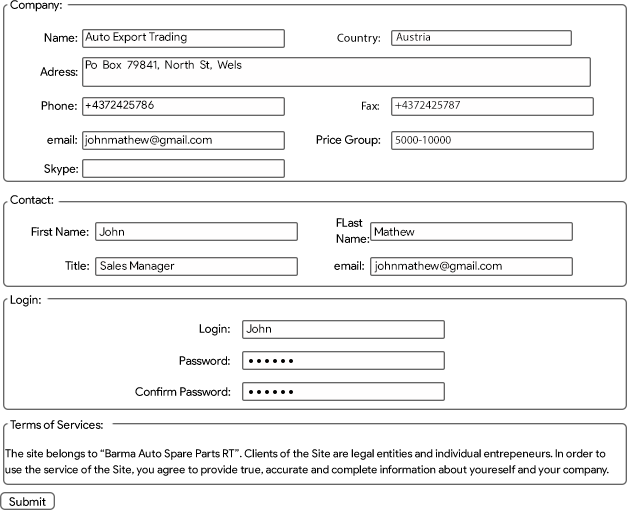 Company:
Name: Auto Export Trading Country: Austria
Adress: Po Box 79841, North St, Wels
Phone: +4372425786 Fax: +4372425787
email: johnmathew@gmail.com Price Group: 5000-10000
Skype:
Contact:
First Name: John FLast Name: Mathew
Title: Sales Manager email: johnmathew@gmail.com
Login:
Login: John
Password: ••••••
Confirm Password: ••••••
Terms of Services:
The site belongs to “Barma Auto Spare Parts RT”. Clients of the Site are legal entities and individual entrepeneurs. In order to
use the service of the Site, you agree to provide true, accurate and complete information about youreself and your company.
Submit